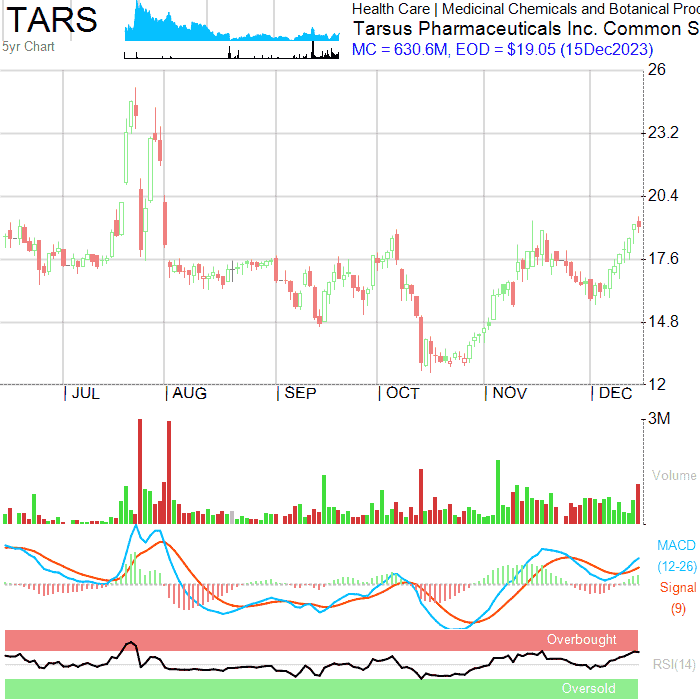 TARS
5yr Chart
Health Care | Medicinal Chemicals and Botanical Proc
Tarsus Pharmaceuticals Inc. Common S
MC = 630.6M, EOD = $19.05 (15Dec2023)
26
23.2
20.4
17.6
14.8
12
| JUL | AUG | SEP | OCT | NOV | DEC
3M
Volume
MACD
(12-26)
Signal
(9)
Overbought
RSI(14)
Oversold